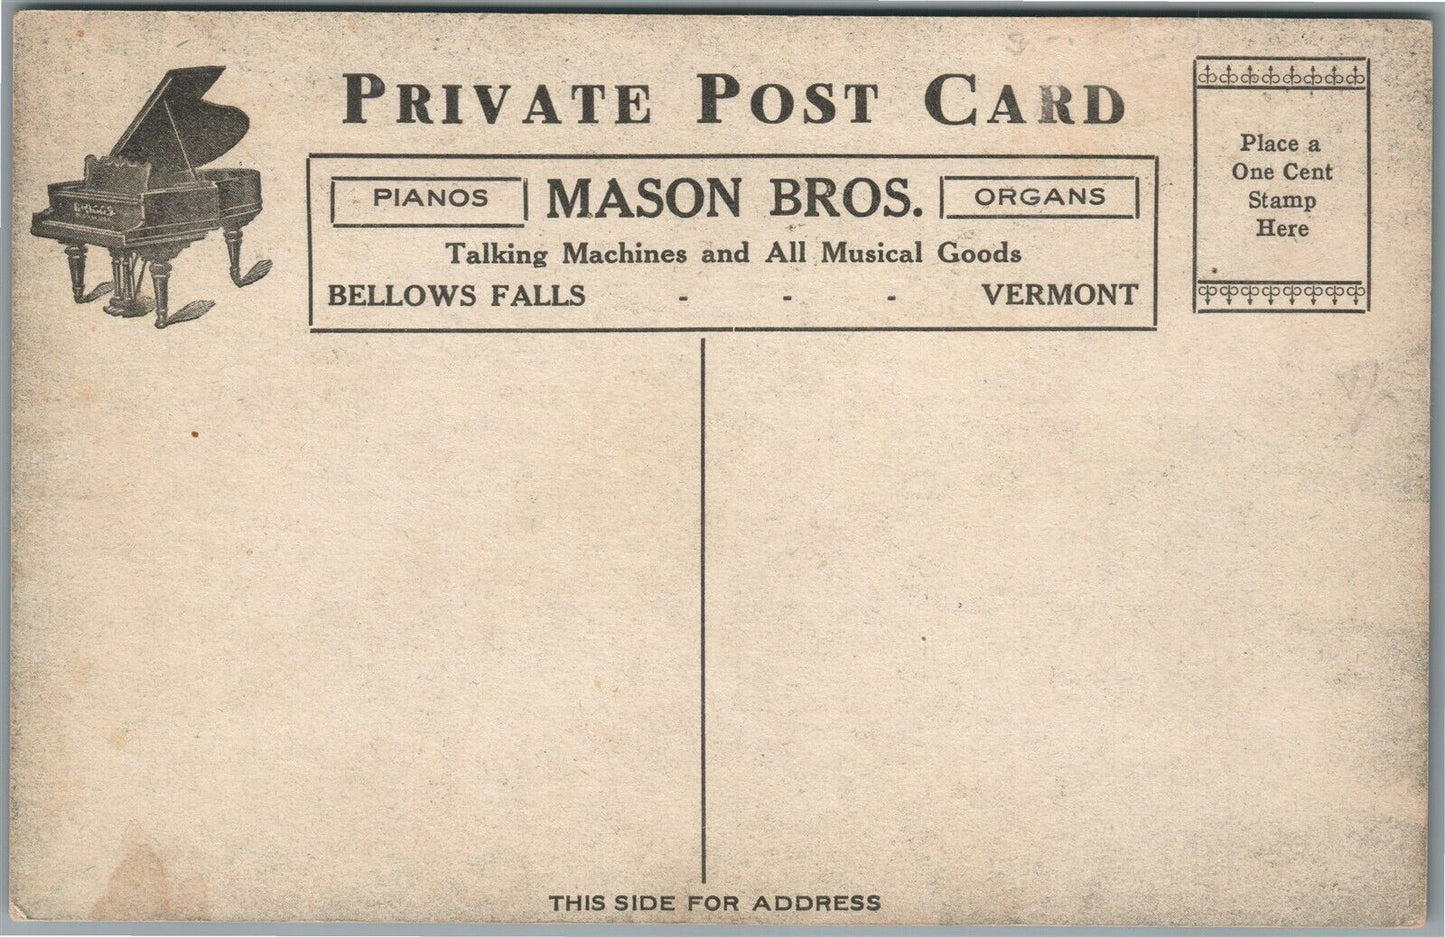 PRIVATE POST CARD
PIANOS MASON BROS. ORGANS
Talking Machines and All Musical Goods
BELLOWS FALLS - - - VERMONT
Place a
One Cent
Stamp
Here
THIS SIDE FOR ADDRESS